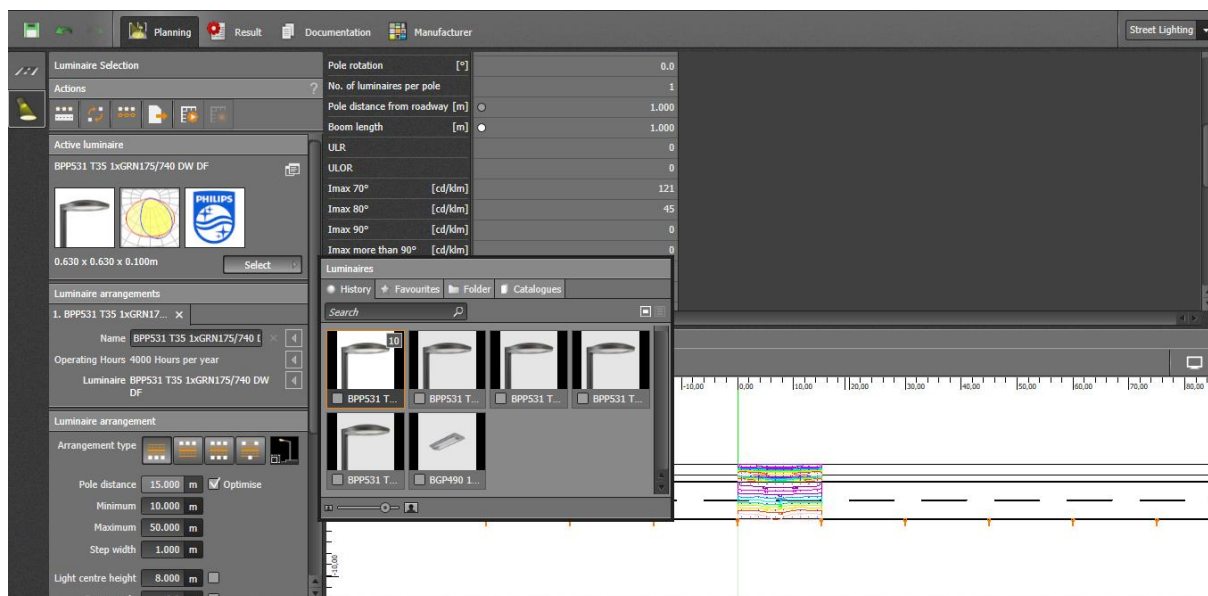 Planning Result Documentation Manufacturer Street Lighting
Luminaire Selection
Actions ?
Active luminaire
BPP531 T35 1xGRN175/740 DW DF
PHILIPS
0.630 x 0.630 x 0.100m Select
Luminaire arrangements
1. BPP531 T35 1xGRN17... X
Name BPP531 T35 1xGRN175/740 [
Operating Hours 4000 Hours per year
Luminaire BPP531 T35 1xGRN175/740 DW
DF
Luminaire arrangement
Arrangement type
Pole distance 15.000 m Optimise
Minimum 10.000 m
Maximum 50.000 m
Step width 1.000 m
Light centre height 8.000 m
Pole rotation [°] 0.0
No. of luminaires per pole 1
Pole distance from roadway [m] 1.000
Boom length [m] 1.000
ULR 0
ULOR 0
Imax 70° [cd/klm] 121
Imax 80° [cd/klm] 45
Imax 90° [cd/klm] 0
Imax more than 90° [cd/klm] 0
Luminaires
History Favourites Folder Catalogues
Search
10
BPP531 T... BPP531 T... BPP531 T... BPP531 T...
BPP531 T... BGP490 1...
-10,00 0,00 10,00 20,00 30,00 40,00 50,00 60,00 70,00 80,00
-10,00